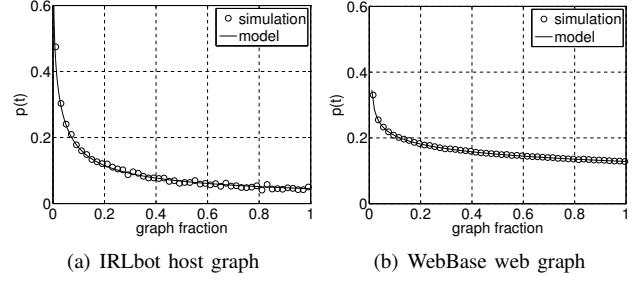 0.6
0.4
0.2
0
p(t)
simulation
model
0 0.2 0.4 0.6 0.8 1
graph fraction
(a) IRLbot host graph
0.6
0.4
0.2
0
p(t)
simulation
model
0 0.2 0.4 0.6 0.8 1
graph fraction
(b) WebBase web graph